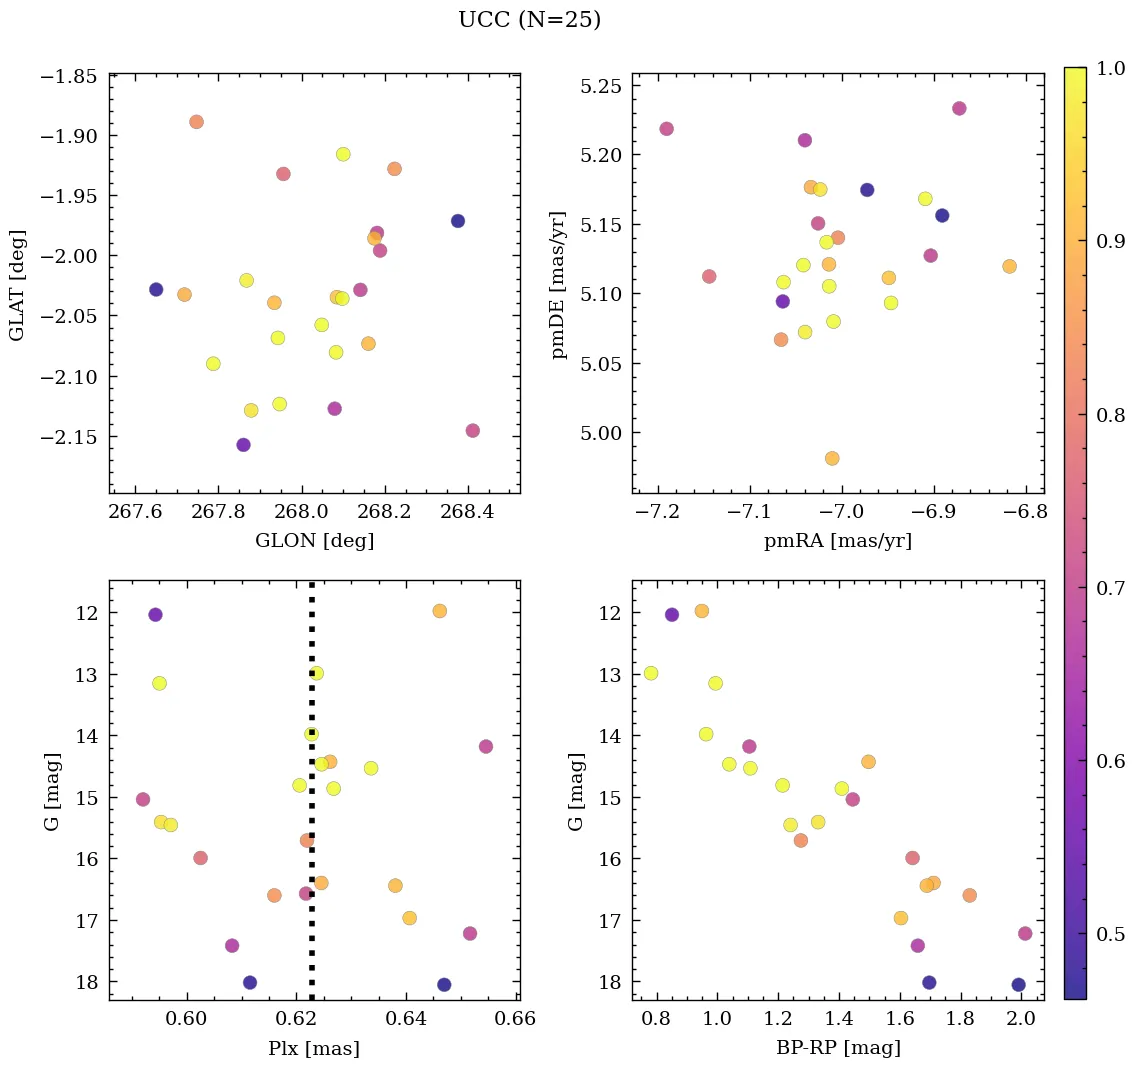 UCC (N=25)
−1.85
−1.90
−1.95
−2.00
−2.05
−2.10
−2.15
GLAT [deg]
267.6 267.8 268.0 268.2 268.4
GLON [deg]
5.25
5.20
5.15
5.10
5.05
5.00
pmDE [mas/yr]
−7.2 −7.1 −7.0 −6.9 −6.8
pmRA [mas/yr]
12
13
14
15
16
17
18
G [mag]
0.60 0.62 0.64 0.66
Plx [mas]
12
13
14
15
16
17
18
G [mag]
0.8 1.0 1.2 1.4 1.6 1.8 2.0
BP-RP [mag]
1.0
0.9
0.8
0.7
0.6
0.5